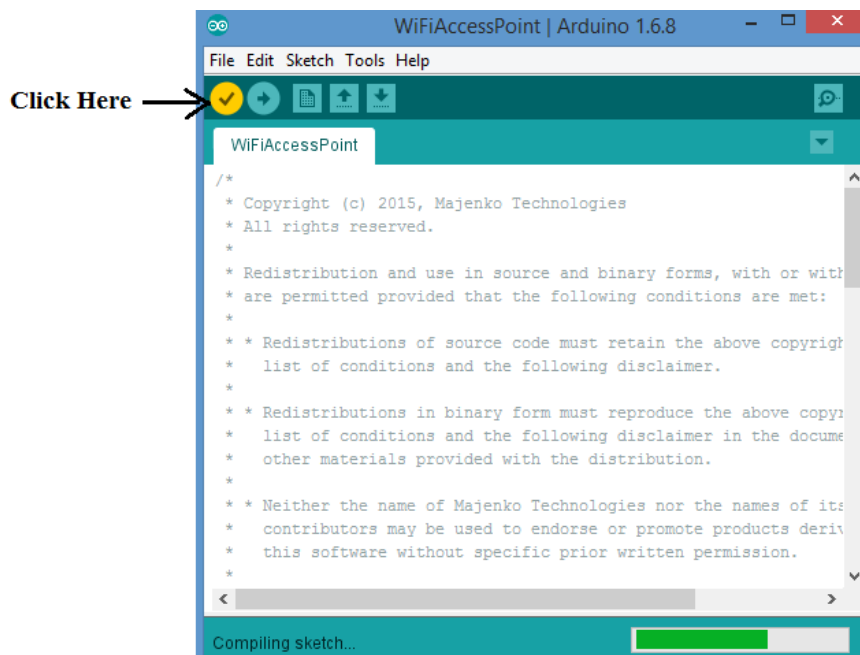 WiFiAccessPoint | Arduino 1.6.8
File Edit Sketch Tools Help
Click Here
WiFiAccessPoint
/*
* Copyright (c) 2015, Majenko Technologies
* All rights reserved.
*
* Redistribution and use in source and binary forms, with or with
* are permitted provided that the following conditions are met:
*
* * Redistributions of source code must retain the above copyrigh
* list of conditions and the following disclaimer.
*
* * Redistributions in binary form must reproduce the above copyr
* list of conditions and the following disclaimer in the docume
* other materials provided with the distribution.
*
* * Neither the name of Majenko Technologies nor the names of its
* contributors may be used to endorse or promote products deriv
* this software without specific prior written permission.
*
Compiling sketch...